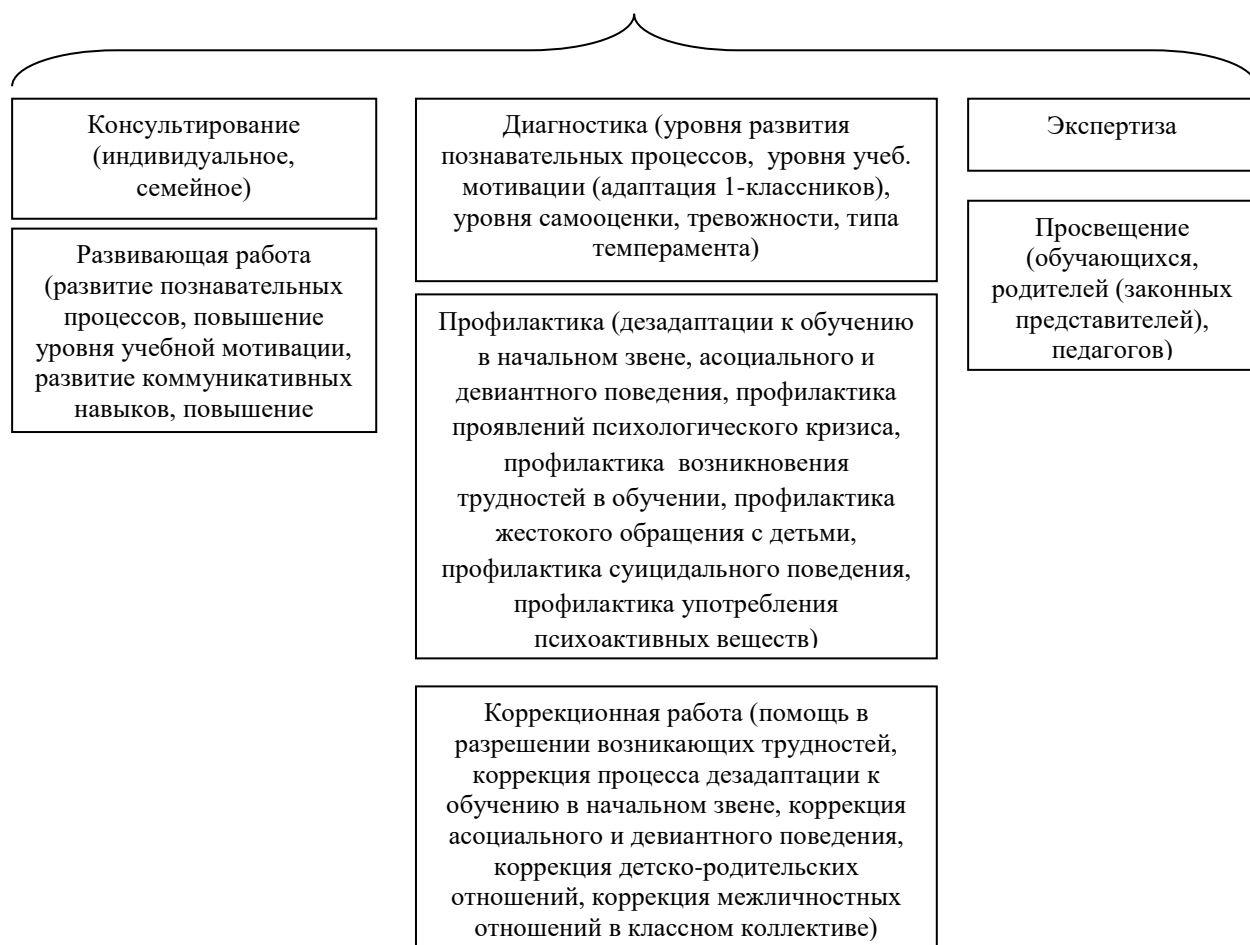 Консультирование
(индивидуальное,
семейное)
Развивающая работа
(развитие познавательных
процессов, повышение
уровня учебной мотивации,
развитие коммуникативных
навыков, повышение
Диагностика (уровня развития
познавательных процессов, уровня учеб.
мотивации (адаптация 1-классников),
уровня самооценки, тревожности, типа
темперамента)
Профилактика (дезадаптации к обучению
в начальном звене, асоциального и
девиантного поведения, профилактика
проявлений психологического кризиса,
профилактика возникновения
трудностей в обучении, профилактика
жестокого обращения с детьми,
профилактика суицидального поведения,
профилактика употребления
психоактивных веществ)
Коррекционная работа (помощь в
разрешении возникающих трудностей,
коррекция процесса дезадаптации к
обучению в начальном звене, коррекция
асоциального и девиантного поведения,
коррекция детско-родительских
отношений, коррекция межличностных
отношений в классном коллективе)
Экспертиза
Просвещение
(обучающихся,
родителей (законных
представителей),
педагогов)